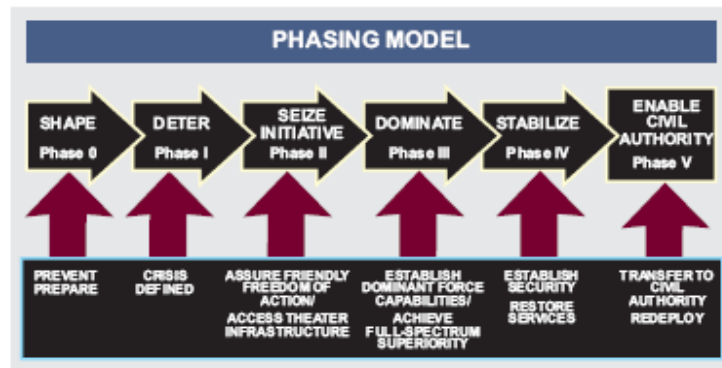 PHASING MODEL
SHAPE
Phase 0
DETER
Phase I
SEIZE
INITIATIVE
Phase II
DOMINATE
Phase III
STABILIZE
Phase IV
ENABLE
CIVIL
AUTHORITY
Phase V
PREVENT
PREPARE
CRISIS
DEFINED
ASSURE FRIENDLY
FREEDOM OF
ACTION/
ACCESS THEATER
INFRASTRUCTURE
ESTABLISH
DOMINANT FORCE
CAPABILITIES/
ACHIEVE
FULL-SPECTRUM
SUPERIORITY
ESTABLISH
SECURITY
RESTORE
SERVICES
TRANSFER TO
CIVIL
AUTHORITY
REDEPLOY